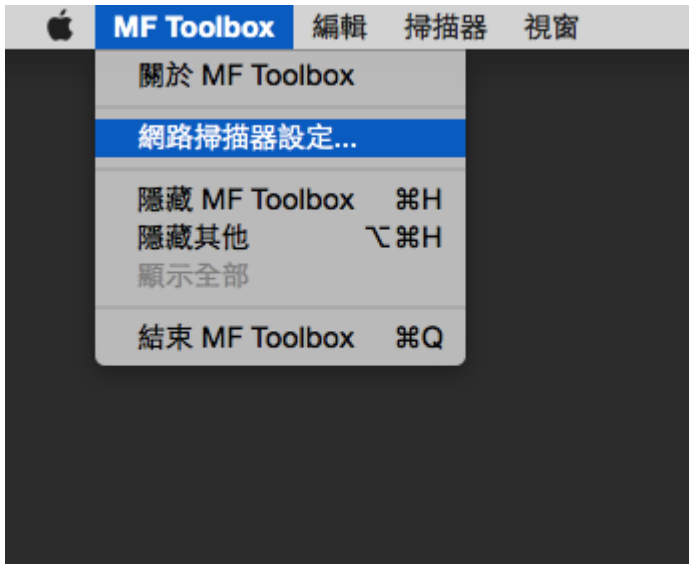 MF Toolbox 編輯 掃描器 視窗
關於 MF Toolbox
網路掃描器設定...
隱藏 MF Toolbox ⌘H
隱藏其他 ⌥⌘H
顯示全部
結束 MF Toolbox ⌘Q